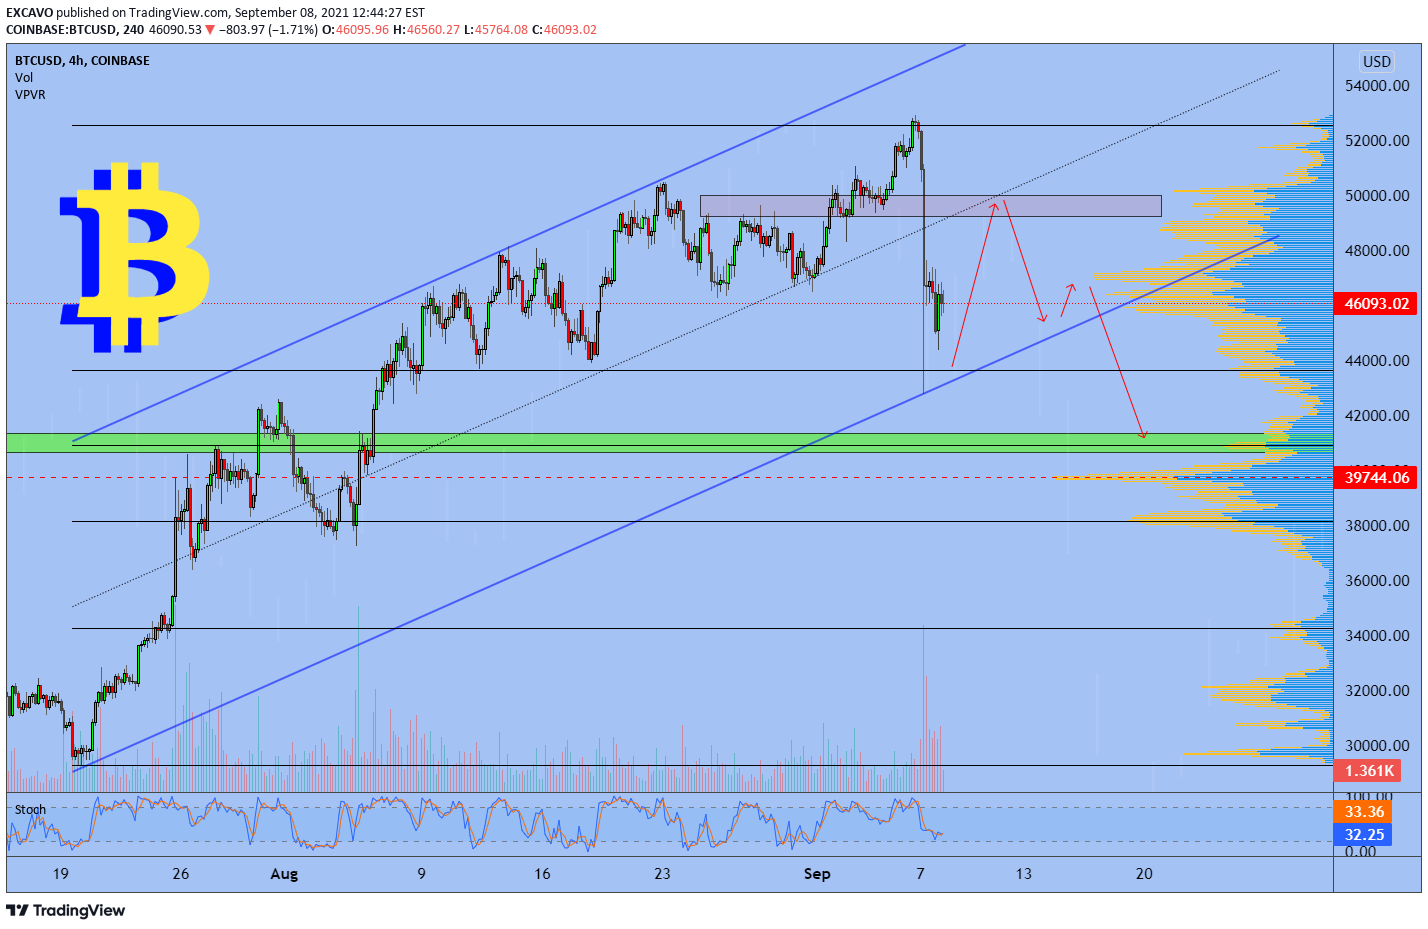 EXCAVO published on TradingView.com, September 08, 2021 12:44:27 EST
COINBASE:BTCUSD, 240 46090.53 ▼ −803.97 (−1.71%) O:46095.96 H:46560.27 L:45764.08 C:46093.02
BTCUSD, 4h, COINBASE
Vol
VPVR
USD
54000.00
52000.00
50000.00
48000.00
46093.02
44000.00
42000.00
39744.06
38000.00
36000.00
34000.00
32000.00
30000.00
1.361K
Stoch
100.00
33.36
32.25
0.00
19 26 Aug 9 16 23 Sep 7 13 20
TradingView